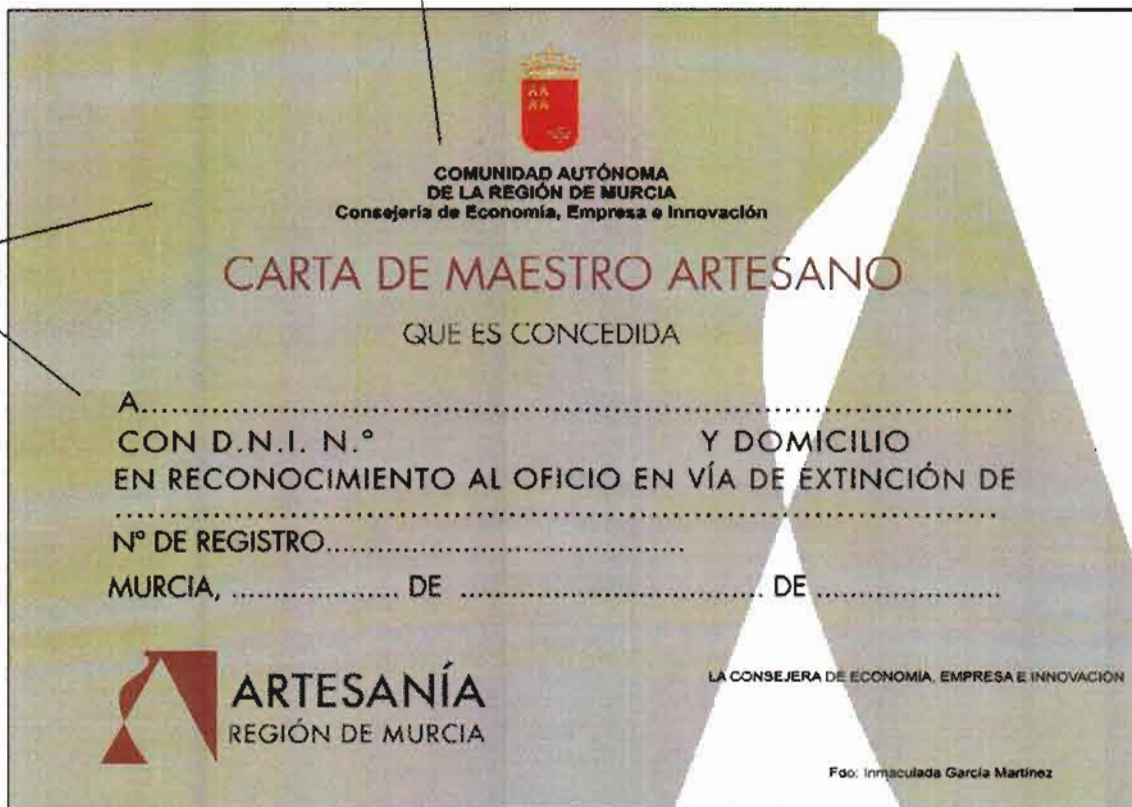 COMUNIDAD AUTÓNOMA
DE LA REGIÓN DE MURCIA
Consejería de Economía, Empresa e Innovación
CARTA DE MAESTRO ARTESANO
QUE ES CONCEDIDA
A.......................................................................................................
CON D.N.I. N.º Y DOMICILIO
EN RECONOCIMIENTO AL OFICIO EN VÍA DE EXTINCIÓN DE
.......................................................................................................
Nº DE REGISTRO..........................................
MURCIA, .................... DE .................................... DE ......................
ARTESANÍA
REGIÓN DE MURCIA
LA CONSEJERA DE ECONOMÍA, EMPRESA E INNOVACIÓN
Fdo: Inmaculada García Martínez